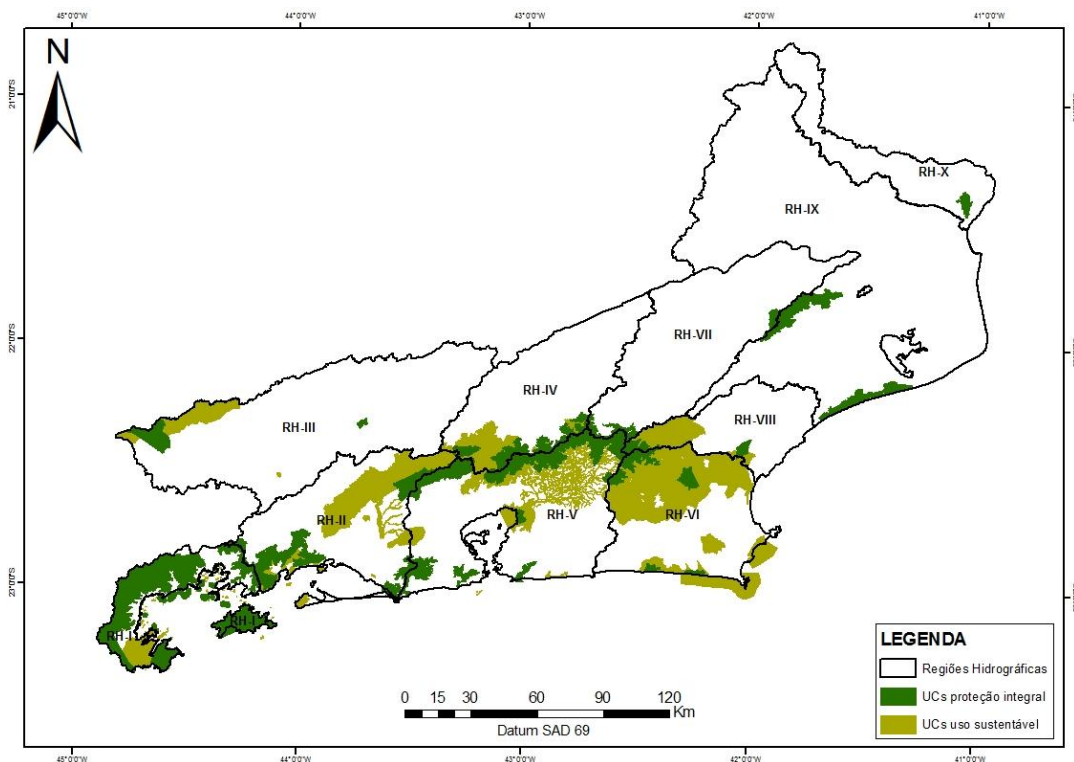 45°0'0"W 44°0'0"W 43°0'0"W 42°0'0"W 41°0'0"W
N
21°0'0"S
RH-X
RH-IX
22°0'0"S
RH-VII
RH-IV
RH-III
RH-VIII
RH-II
RH-V
RH-VI
23°0'0"S
RH-I
RH-I
LEGENDA
Regiões Hidrográficas
UCs proteção integral
UCs uso sustentável
0 15 30 60 90 120
Km
Datum SAD 69
45°0'0"W 44°0'0"W 43°0'0"W 42°0'0"W 41°0'0"W